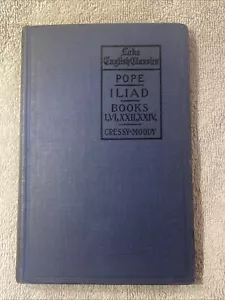 Lake
English Classics
POPE
ILIAD
BOOKS
I,VI,XXII,XXIV,
CRESSY-MOODY